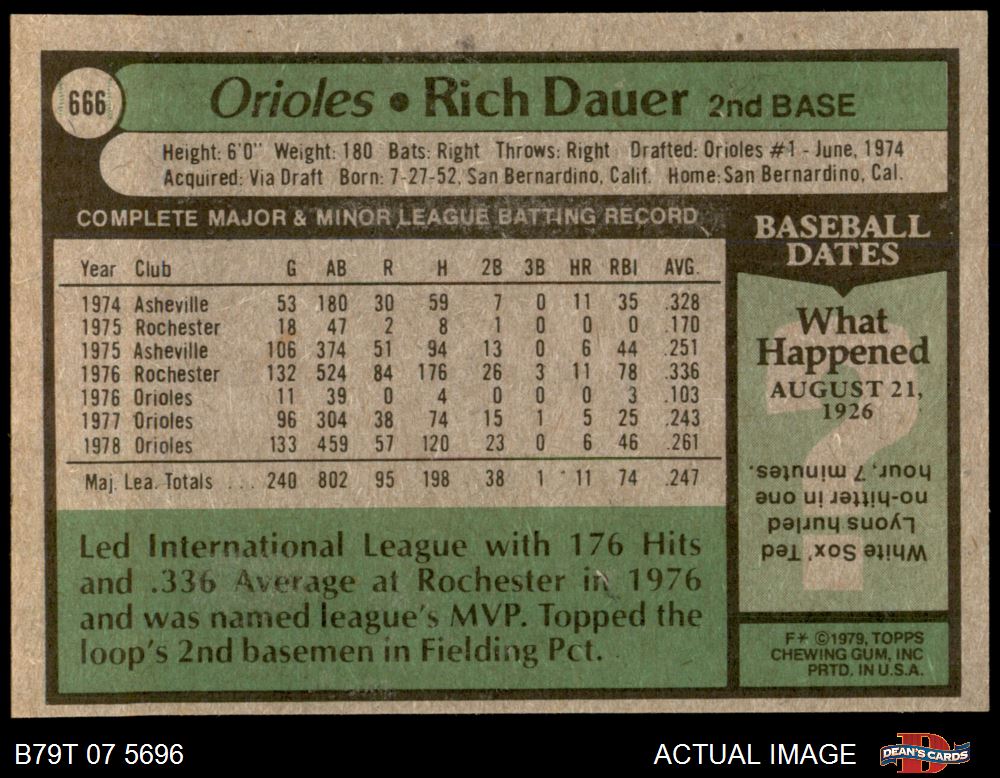 666
Orioles • Rich Dauer 2nd BASE
Height: 6'0" Weight: 180 Bats: Right Throws: Right Drafted: Orioles #1 - June, 1974
Acquired: Via Draft Born: 7-27-52, San Bernardino, Calif. Home: San Bernardino, Cal.
COMPLETE MAJOR & MINOR LEAGUE BATTING RECORD
Year Club G AB R H 2B 3B HR RBI AVG.
1974 Asheville 53 180 30 59 7 0 11 35 .328
1975 Rochester 18 47 2 8 1 0 0 0 .170
1975 Asheville 106 374 51 94 13 0 6 44 .251
1976 Rochester 132 524 84 176 26 3 11 78 .336
1976 Orioles 11 39 0 4 0 0 0 3 .103
1977 Orioles 96 304 38 74 15 1 5 25 .243
1978 Orioles 133 459 57 120 23 0 6 46 .261
Maj. Lea. Totals ... 240 802 95 198 38 1 11 74 .247
Led International League with 176 Hits
and .336 Average at Rochester in 1976
and was named league's MVP. Topped the
loop's 2nd basemen in Fielding Pct.
BASEBALL
DATES
What
Happened
AUGUST 21,
1926
?
White Sox' Ted
Lyons hurled
no-hitter in one
hour, 7 minutes.
F* ©1979, TOPPS
CHEWING GUM, INC
PRTD. IN U.S.A.
B79T 07 5696
ACTUAL IMAGE
D
DEAN'S CARDS